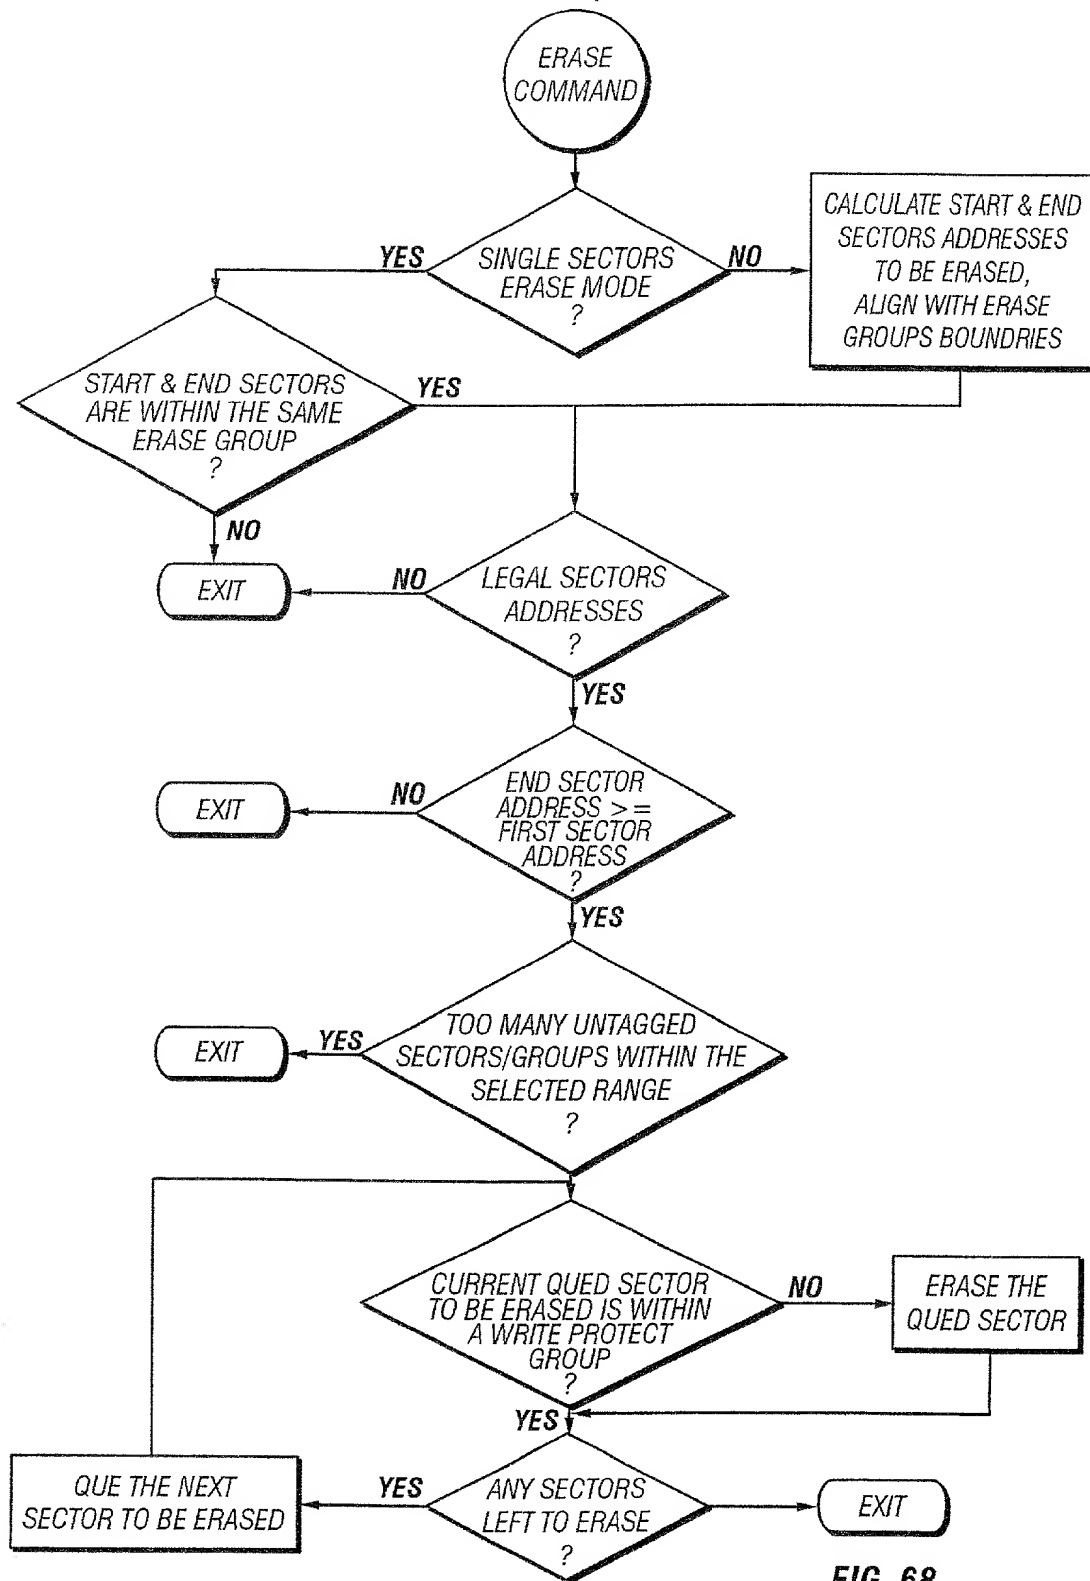 ERASE
COMMAND
SINGLE SECTORS
ERASE MODE
?
YES
NO
CALCULATE START & END
SECTORS ADDRESSES
TO BE ERASED,
ALIGN WITH ERASE
GROUPS BOUNDRIES
START & END SECTORS
ARE WITHIN THE SAME
ERASE GROUP
?
YES
NO
EXIT
LEGAL SECTORS
ADDRESSES
?
NO
YES
END SECTOR
ADDRESS >=
FIRST SECTOR
ADDRESS
?
NO
EXIT
YES
TOO MANY UNTAGGED
SECTORS/GROUPS WITHIN THE
SELECTED RANGE
?
YES
EXIT
CURRENT QUED SECTOR
TO BE ERASED IS WITHIN
A WRITE PROTECT
GROUP
?
NO
ERASE THE
QUED SECTOR
YES
ANY SECTORS
LEFT TO ERASE
?
YES
QUE THE NEXT
SECTOR TO BE ERASED
EXIT
FIG. 68